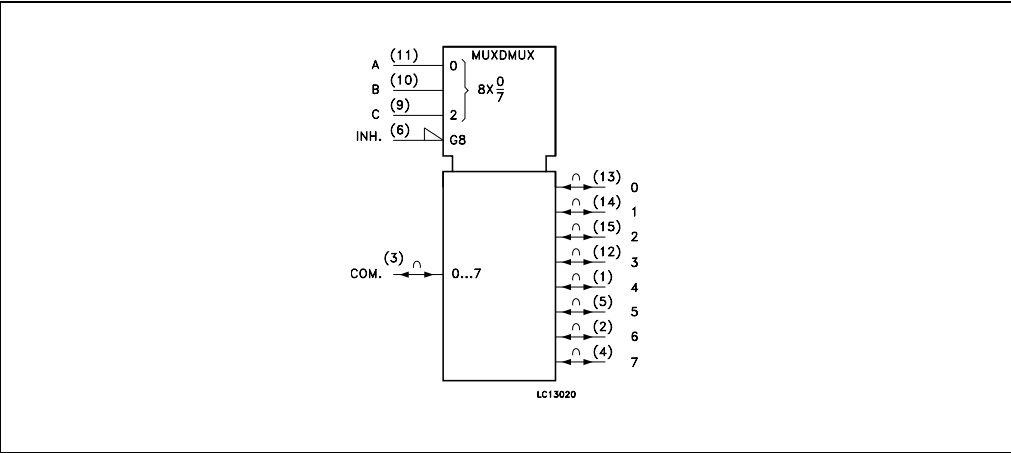 MUXDMUX
A (11) 0
B (10) 8X 0/7
C (9) 2
INH. (6) G8
(13) 0
(14) 1
(15) 2
(12) 3
COM. (3) 0...7
(1) 4
(5) 5
(2) 6
(4) 7
LC13020